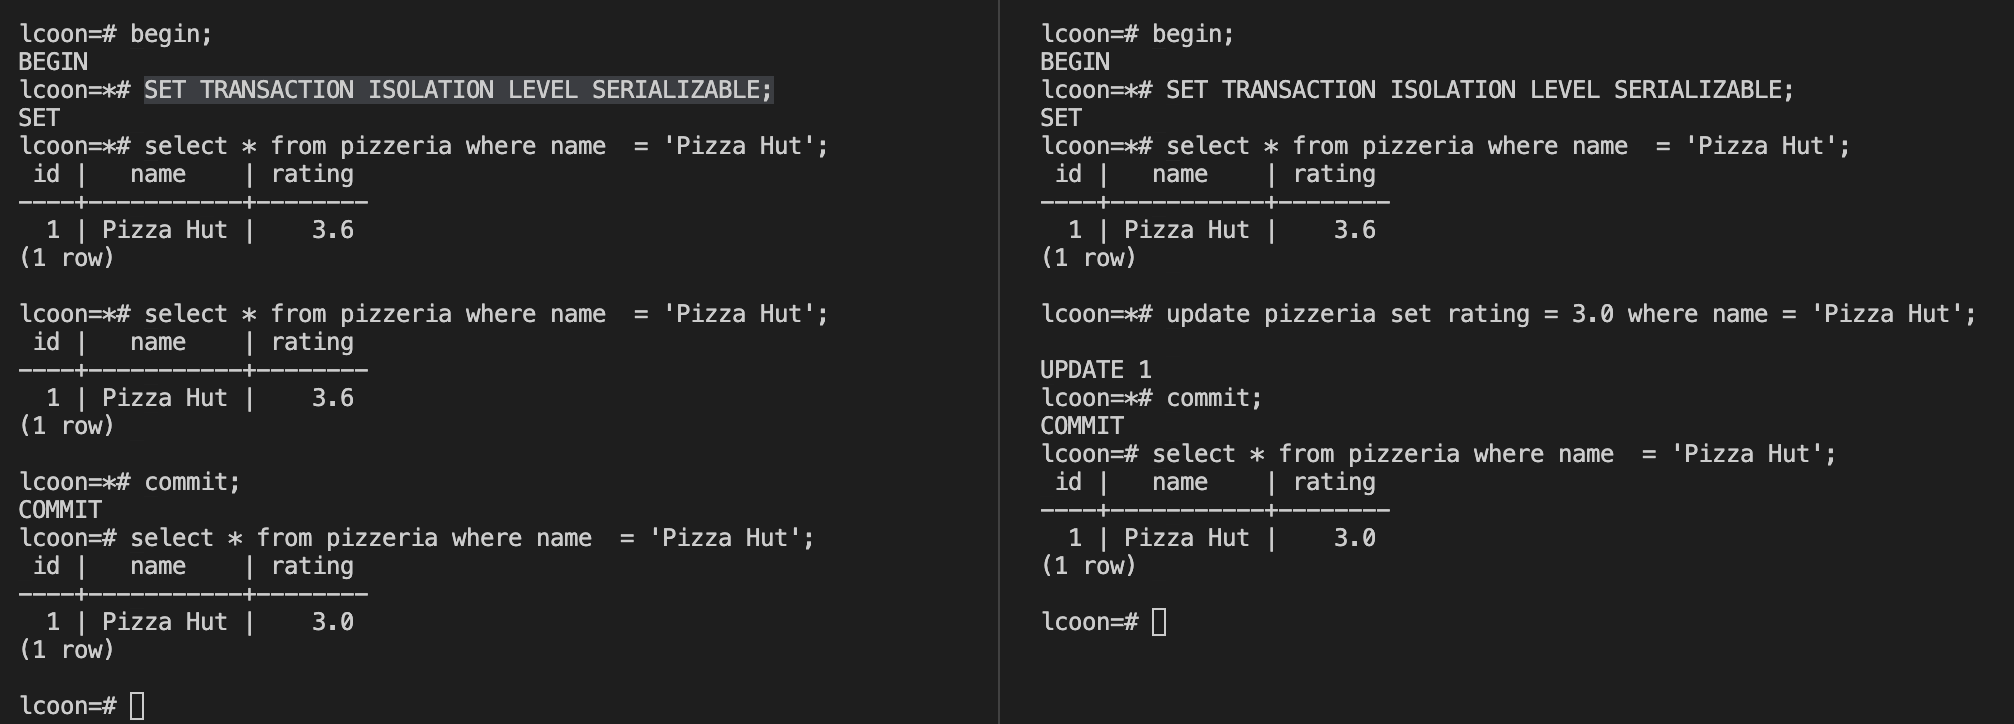 lcoon=# begin;
BEGIN
lcoon=*# SET TRANSACTION ISOLATION LEVEL SERIALIZABLE;
SET
lcoon=*# select * from pizzeria where name  = 'Pizza Hut';
 id |   name    | rating
----+-----------+--------
  1 | Pizza Hut |    3.6
(1 row)
lcoon=*# select * from pizzeria where name  = 'Pizza Hut';
 id |   name    | rating
----+-----------+--------
  1 | Pizza Hut |    3.6
(1 row)
lcoon=*# commit;
COMMIT
lcoon=# select * from pizzeria where name  = 'Pizza Hut';
 id |   name    | rating
----+-----------+--------
  1 | Pizza Hut |    3.0
(1 row)
lcoon=#
lcoon=# begin;
BEGIN
lcoon=*# SET TRANSACTION ISOLATION LEVEL SERIALIZABLE;
SET
lcoon=*# select * from pizzeria where name  = 'Pizza Hut';
 id |   name    | rating
----+-----------+--------
  1 | Pizza Hut |    3.6
(1 row)
lcoon=*# update pizzeria set rating = 3.0 where name = 'Pizza Hut';
UPDATE 1
lcoon=*# commit;
COMMIT
lcoon=# select * from pizzeria where name  = 'Pizza Hut';
 id |   name    | rating
----+-----------+--------
  1 | Pizza Hut |    3.0
(1 row)
lcoon=#